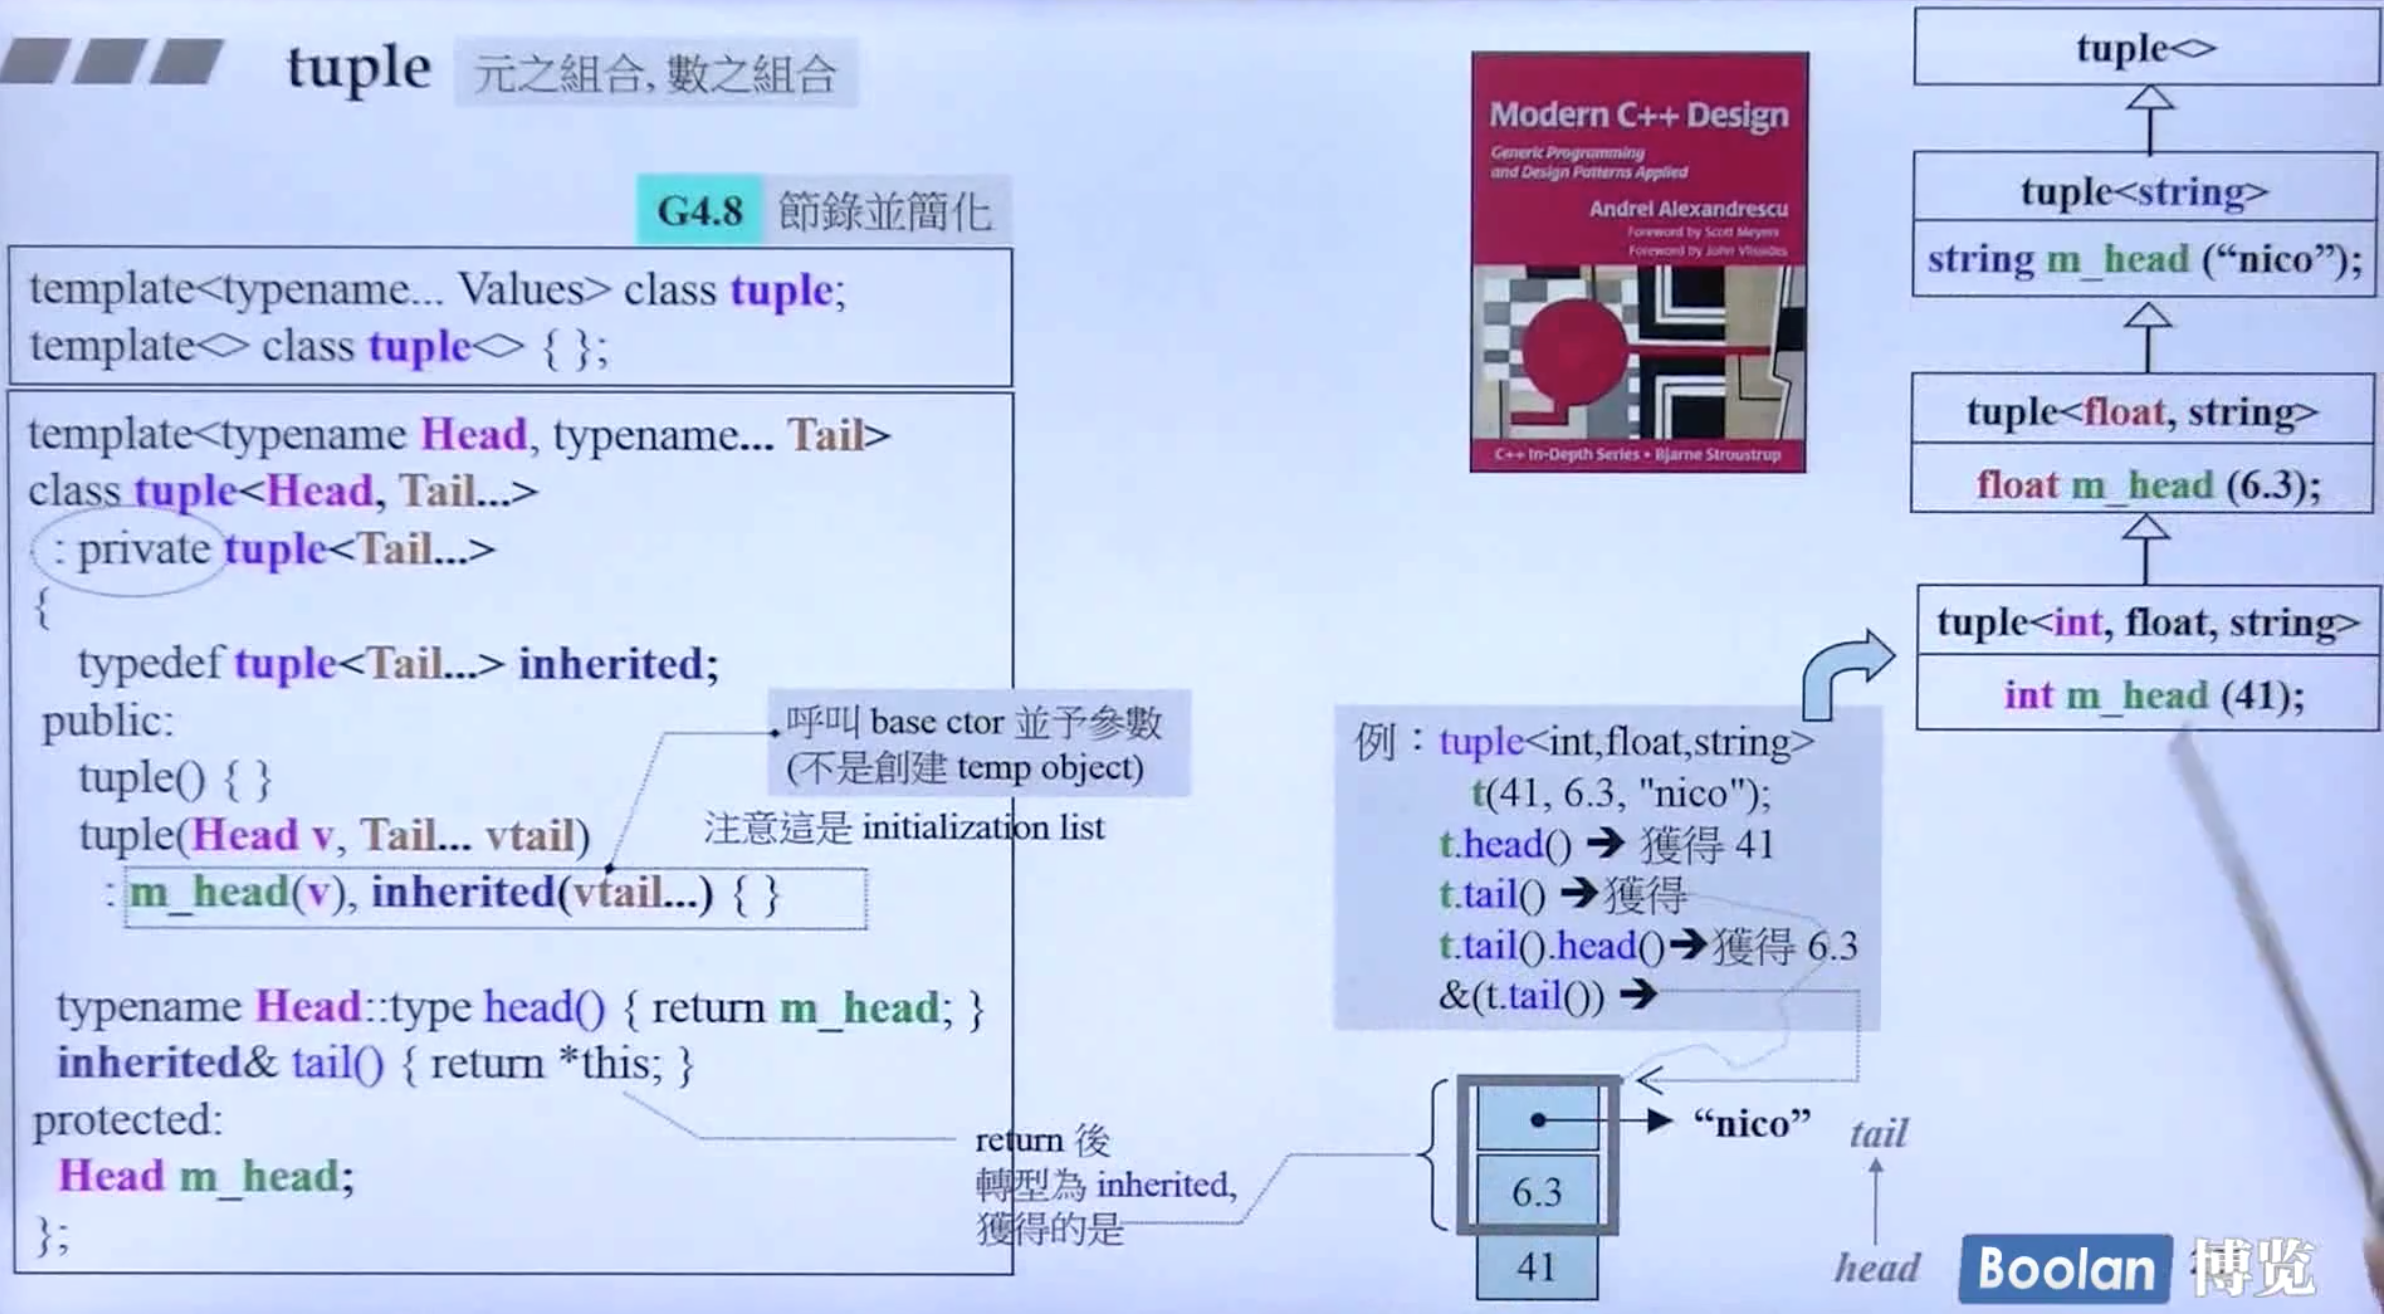 tuple 元之組合, 數之組合
G4.8 節錄並簡化
template<typename... Values> class tuple;
template<> class tuple<> { };
template<typename Head, typename... Tail>
class tuple<Head, Tail...>
: private tuple<Tail...>
{
typedef tuple<Tail...> inherited;
public:
tuple() { }
tuple(Head v, Tail... vtail)
: m_head(v), inherited(vtail...) { }
typename Head::type head() { return m_head; }
inherited& tail() { return *this; }
protected:
Head m_head;
};
呼叫 base ctor 並予參數
(不是創建 temp object)
注意這是 initialization list
return 後
轉型為 inherited,
獲得的是
Modern C++ Design
Generic Programming
and Design Patterns Applied
Andrei Alexandrescu
Foreword by Scott Meyers
Foreword by John Vlissides
C++ In-Depth Series • Bjarne Stroustrup
例：tuple<int,float,string>
t(41, 6.3, "nico");
t.head() ➔ 獲得 41
t.tail() ➔獲得
t.tail().head()➔獲得 6.3
&(t.tail()) ➔
“nico”
6.3
41
tail
head
tuple<>
tuple<string>
string m_head (“nico”);
tuple<float, string>
float m_head (6.3);
tuple<int, float, string>
int m_head (41);
Boolan 博览